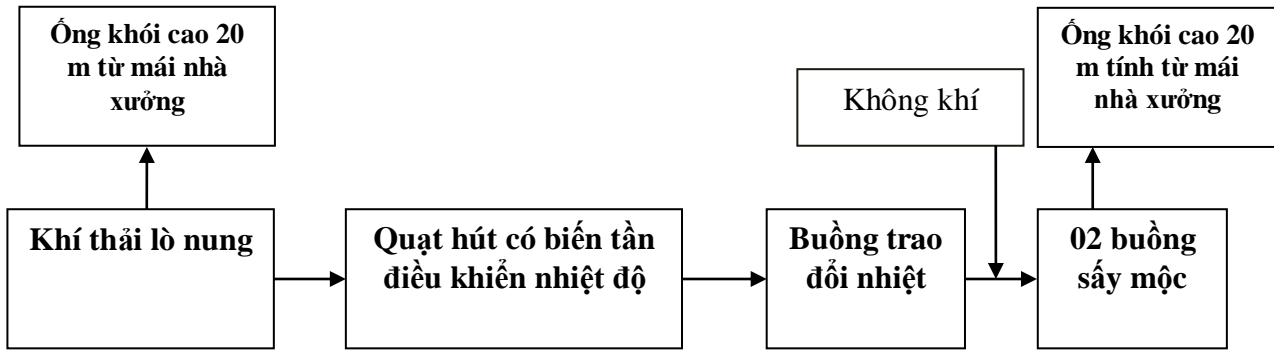 Ống khói cao 20
m từ mái nhà
xưởng
Không khí
Ống khói cao 20
m tính từ mái
nhà xưởng
Khí thải lò nung
Quạt hút có biến tần
điều khiển nhiệt độ
Buồng trao
đổi nhiệt
02 buồng
sấy mộc